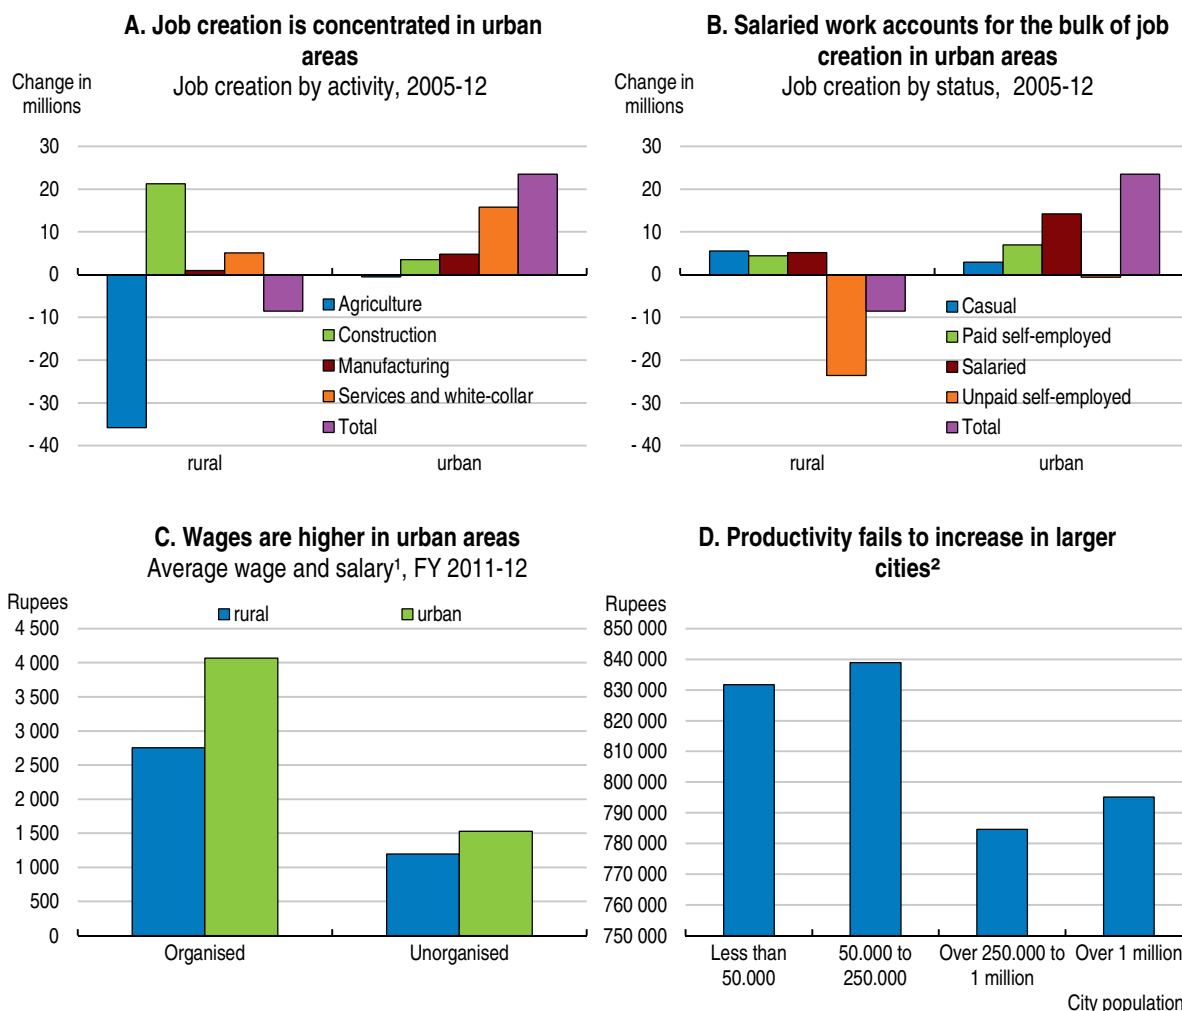 A. Job creation is concentrated in urban
areas
Job creation by activity, 2005-12
Change in
millions
30
20
10
0
- 10
- 20
- 30
- 40
Agriculture
Construction
Manufacturing
Services and white-collar
Total
rural
urban
B. Salaried work accounts for the bulk of job
creation in urban areas
Job creation by status, 2005-12
Change in
millions
30
20
10
0
- 10
- 20
- 30
- 40
Casual
Paid self-employed
Salaried
Unpaid self-employed
Total
rural
urban
C. Wages are higher in urban areas
Average wage and salary¹, FY 2011-12
Rupees
rural
urban
4 500
4 000
3 500
3 000
2 500
2 000
1 500
1 000
500
0
Organised
Unorganised
D. Productivity fails to increase in larger
cities²
Rupees
850 000
840 000
830 000
820 000
810 000
800 000
790 000
780 000
770 000
760 000
750 000
Less than
50.000
50.000 to
250.000
Over 250.000 to
1 million
Over 1 million
City population